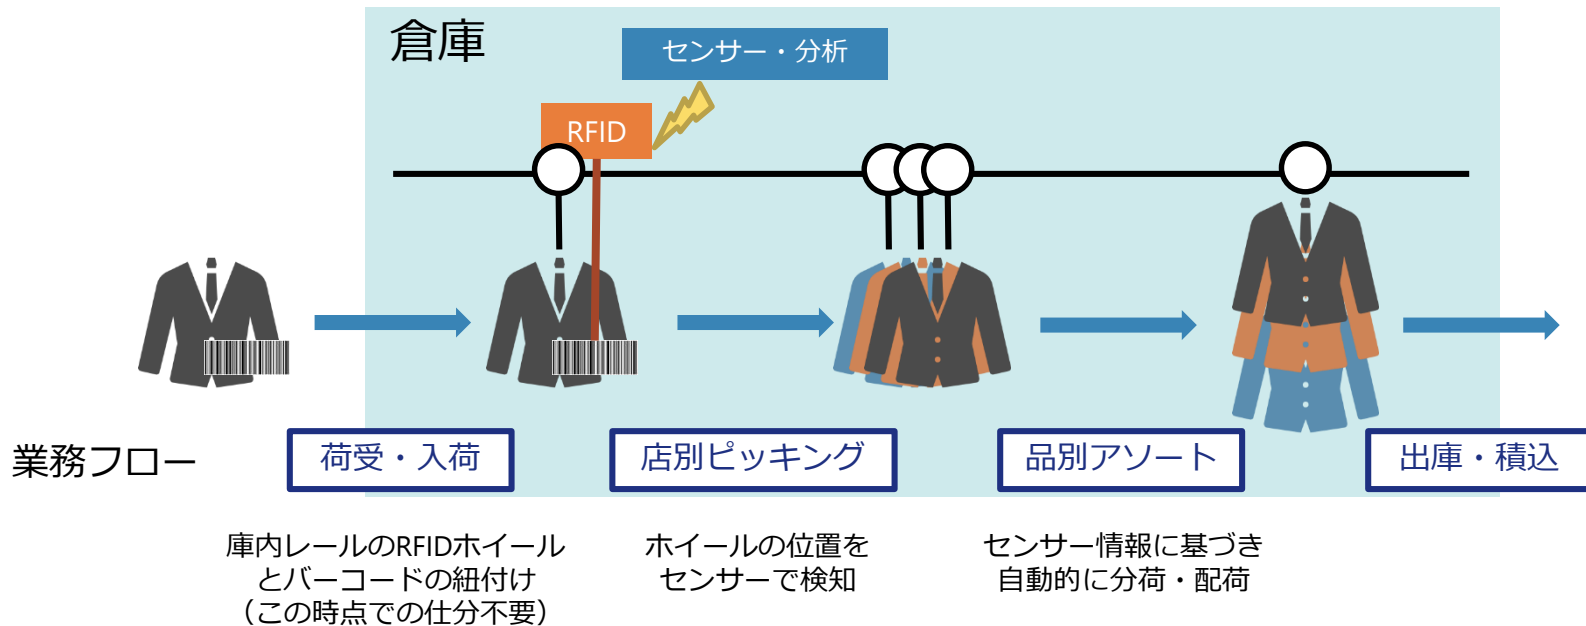 倉庫
センサー・分析
RFID
業務フロー
荷受・入荷
店別ピッキング
品別アソート
出庫・積込
庫内レールのRFIDホイール
とバーコードの紐付け
（この時点での仕分不要）
ホイールの位置を
センサーで検知
センサー情報に基づき
自動的に分荷・配荷